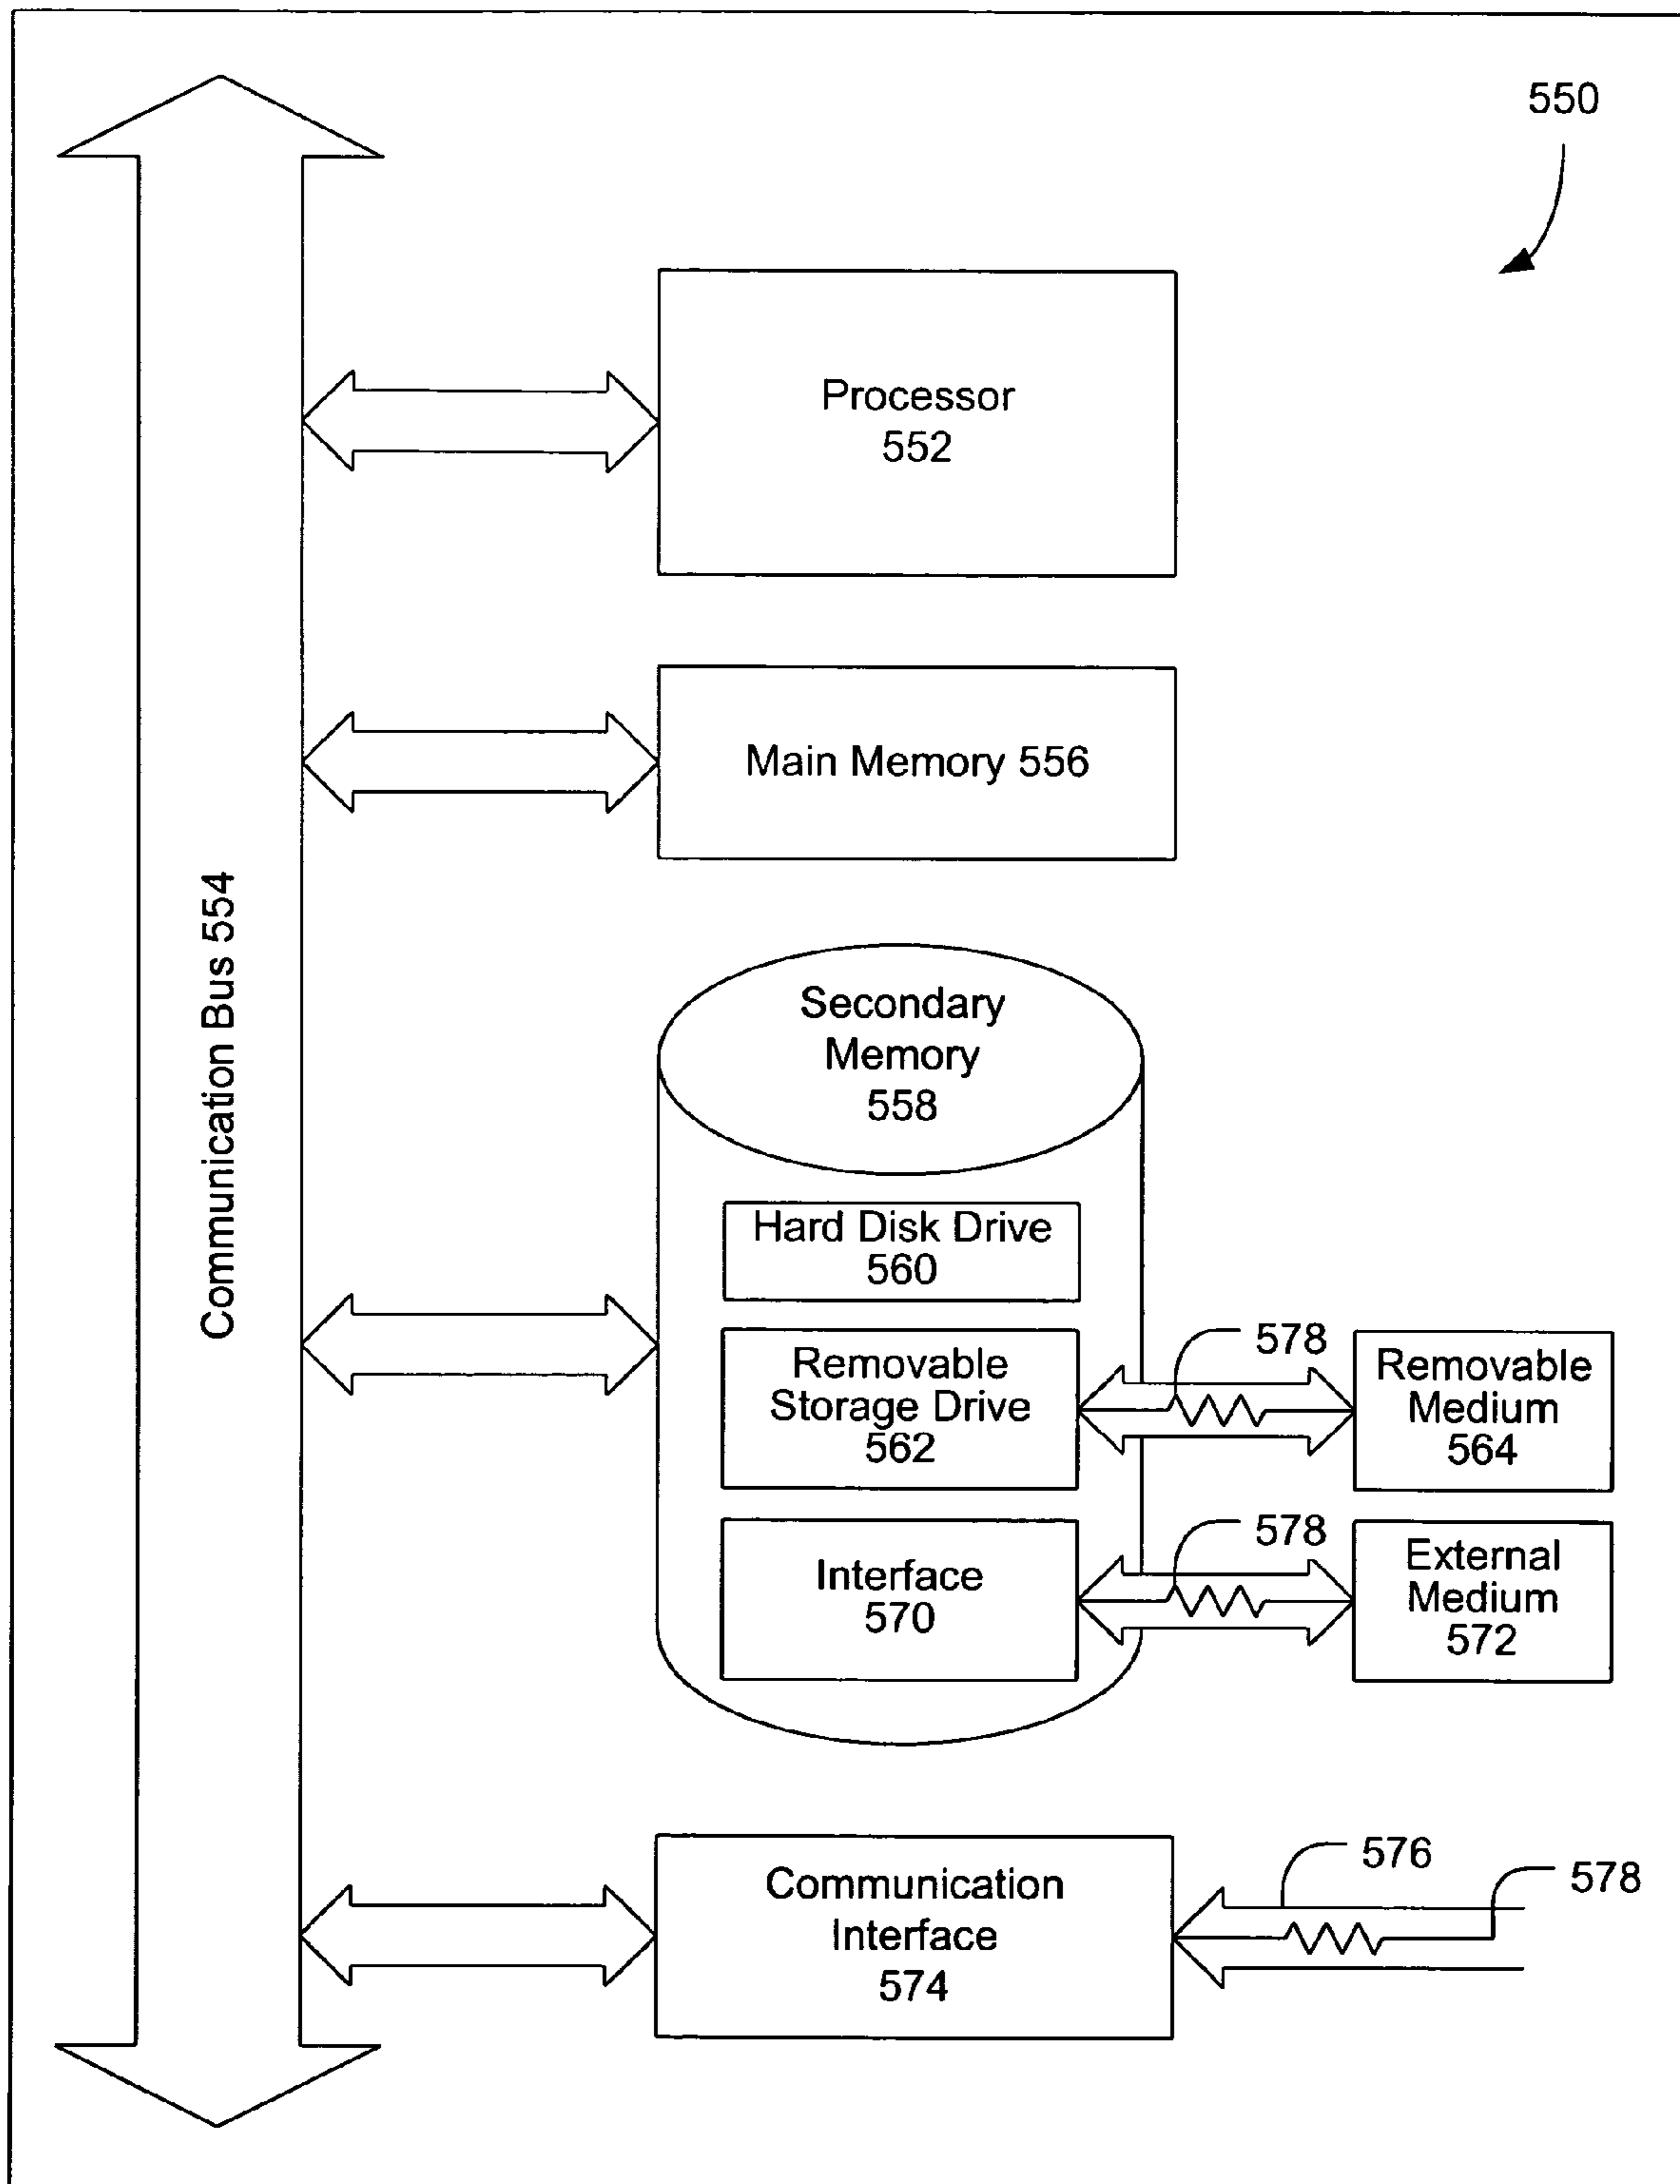 550
Processor
552
Main Memory 556
Communication Bus 554
Secondary
Memory
558
Hard Disk Drive
560
Removable
Storage Drive
562
578
Removable
Medium
564
Interface
570
578
External
Medium
572
Communication
Interface
574
576
578